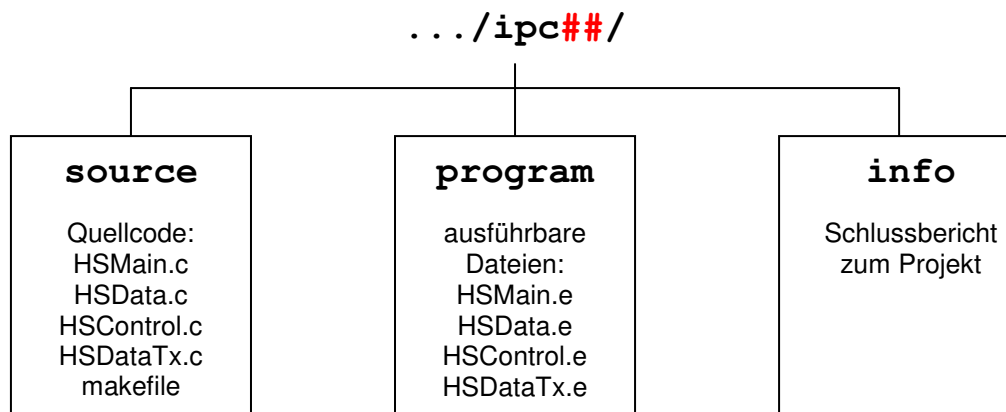 .../ipc##/
source
Quellcode:
HSMain.c
HSData.c
HSControl.c
HSDataTx.c
makefile
program
ausführbare
Dateien:
HSMain.e
HSData.e
HSControl.e
HSDataTx.e
info
Schlussbericht
zum Projekt